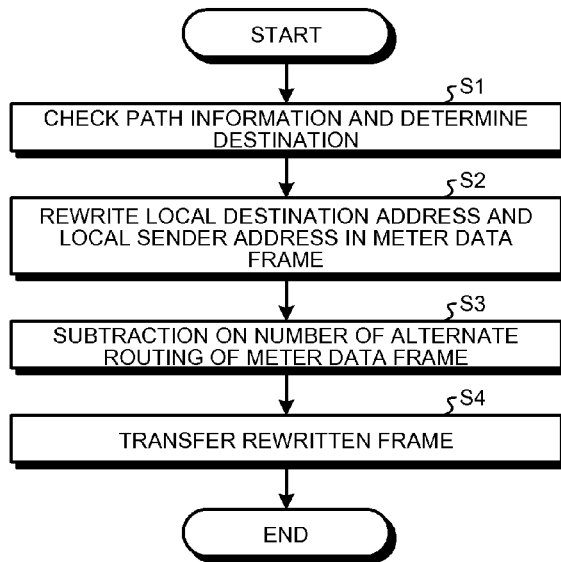 START
S1
CHECK PATH INFORMATION AND DETERMINE
DESTINATION
S2
REWRITE LOCAL DESTINATION ADDRESS AND
LOCAL SENDER ADDRESS IN METER DATA
FRAME
S3
SUBTRACTION ON NUMBER OF ALTERNATE
ROUTING OF METER DATA FRAME
S4
TRANSFER REWRITTEN FRAME
END